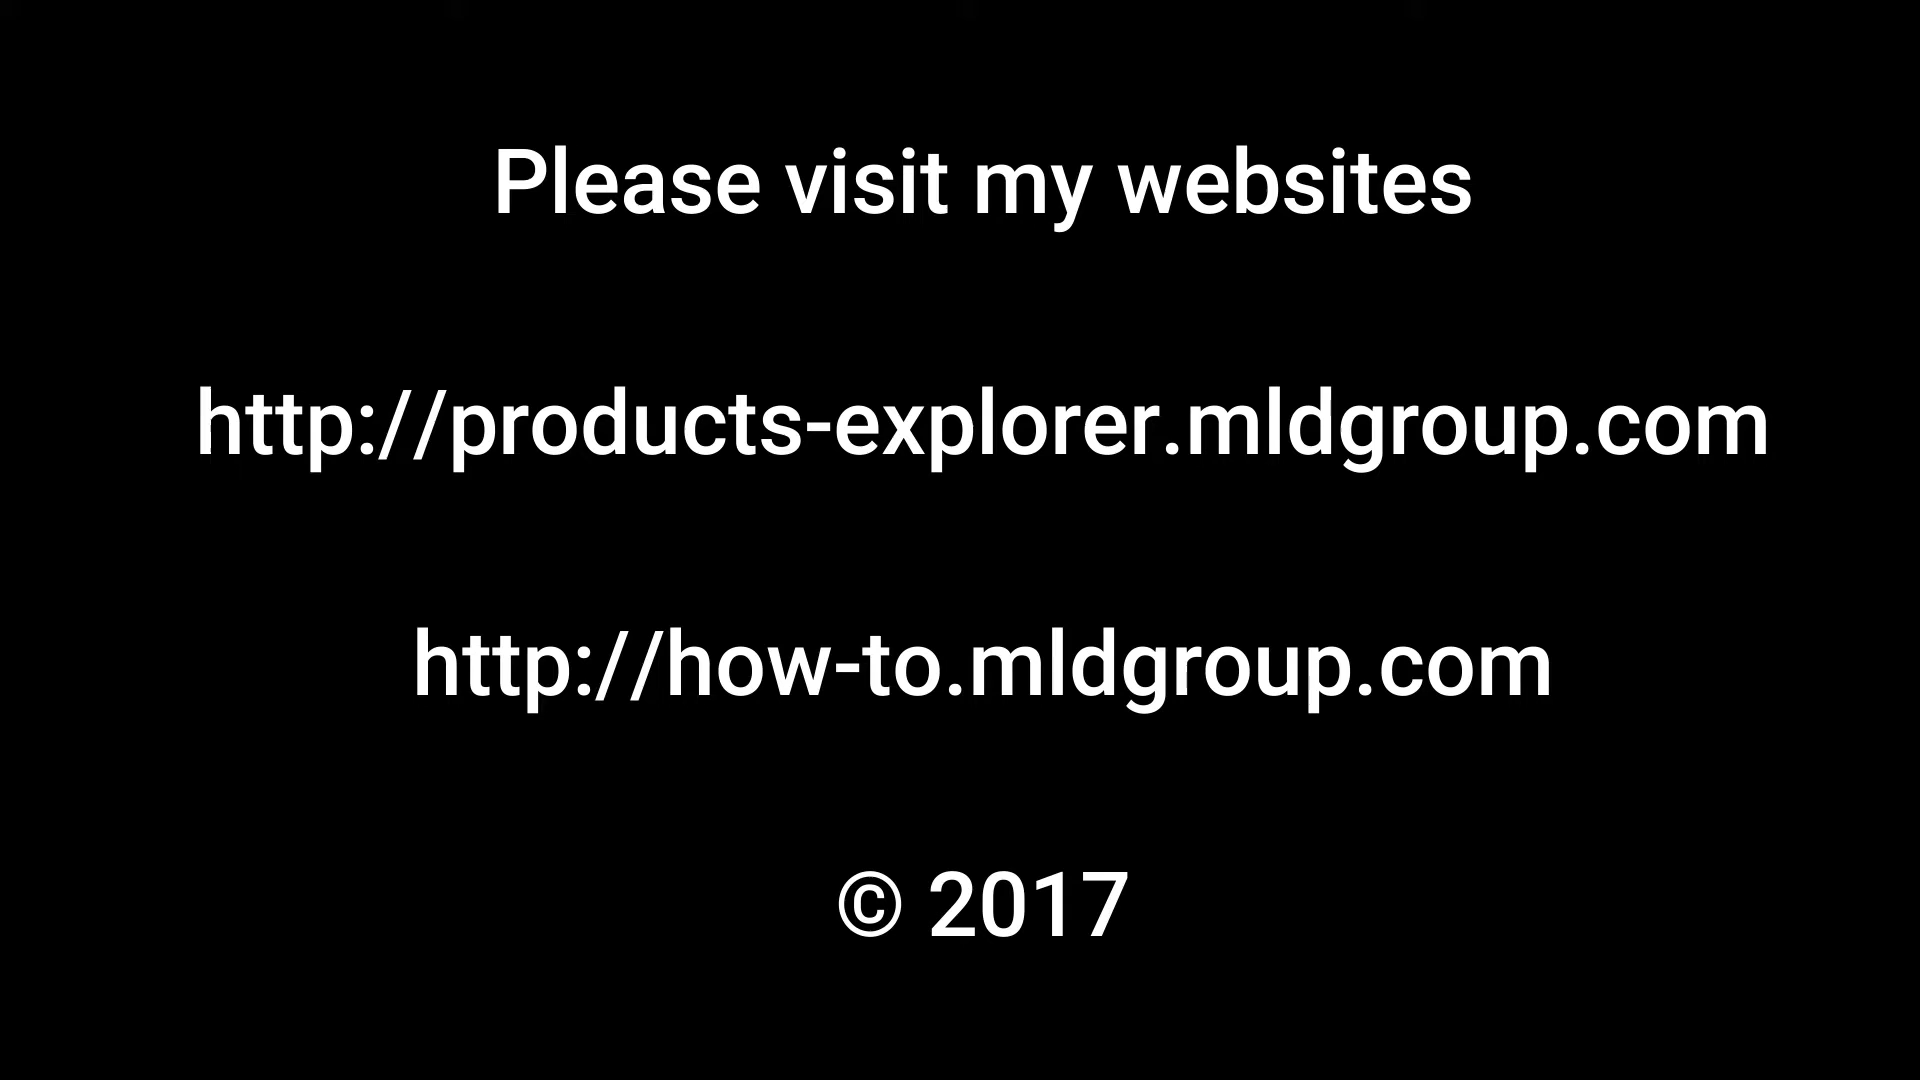 Please visit my websites
http://products-explorer.mldgroup.com
http://how-to.mldgroup.com
© 2017